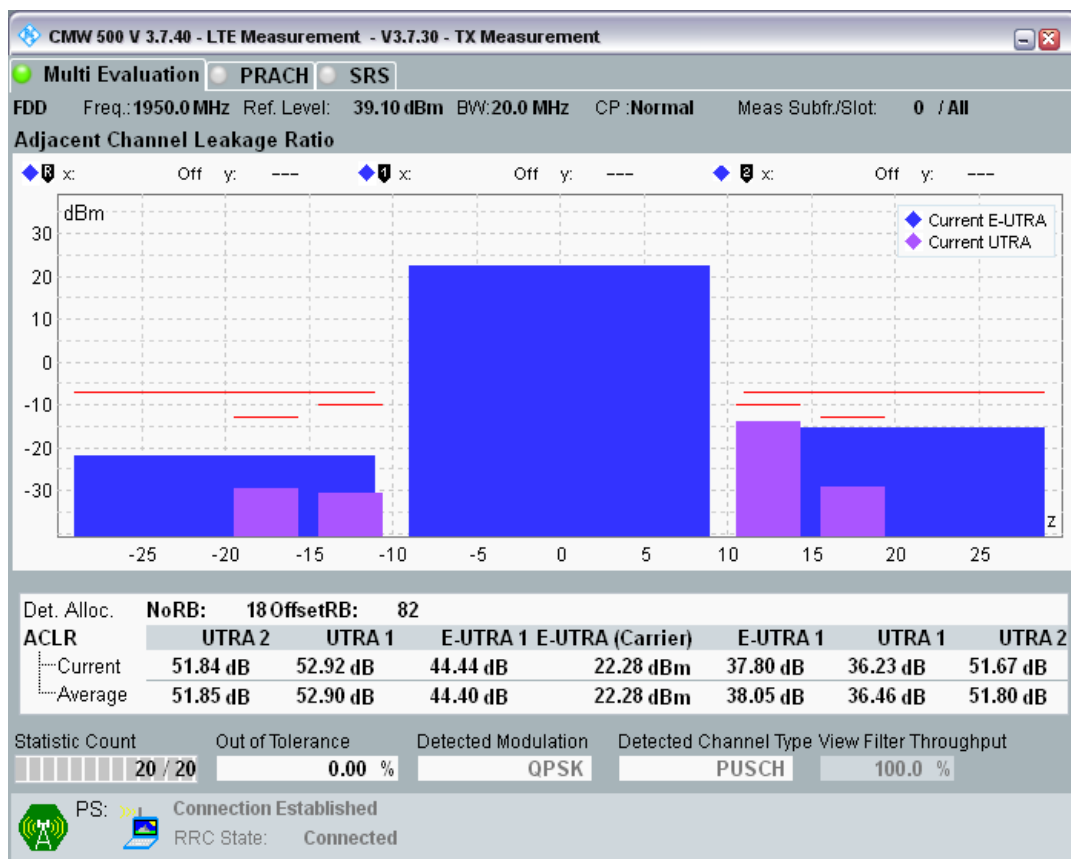 CMW 500 V 3.7.40 - LTE Measurement - V3.7.30 - TX Measurement
Multi Evaluation PRACH SRS
FDD Freq.: 1950.0 MHz Ref. Level: 39.10 dBm BW: 20.0 MHz CP : Normal Meas Subfr./Slot: 0 / All
Adjacent Channel Leakage Ratio
R x: Off y: --- 1 x: Off y: --- 2 x: Off y: ---
dBm
Current E-UTRA
Current UTRA
30
20
10
0
-10
-20
-30
z
-25 -20 -15 -10 -5 0 5 10 15 20 25
Det. Alloc. NoRB: 18 OffsetRB: 82
ACLR UTRA 2 UTRA 1 E-UTRA 1 E-UTRA (Carrier) E-UTRA 1 UTRA 1 UTRA 2
Current 51.84 dB 52.92 dB 44.44 dB 22.28 dBm 37.80 dB 36.23 dB 51.67 dB
Average 51.85 dB 52.90 dB 44.40 dB 22.28 dBm 38.05 dB 36.46 dB 51.80 dB
Statistic Count Out of Tolerance Detected Modulation Detected Channel Type View Filter Throughput
20 / 20 0.00 % QPSK PUSCH 100.0 %
PS: Connection Established
RRC State: Connected